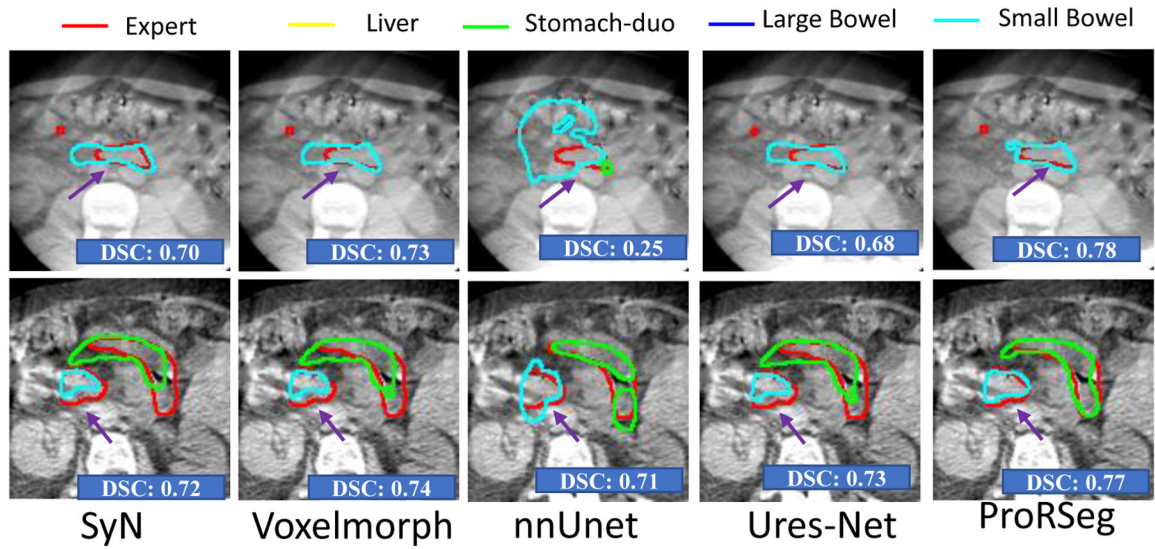 Expert Liver Stomach-duo Large Bowel Small Bowel
DSC: 0.70 DSC: 0.73 DSC: 0.25 DSC: 0.68 DSC: 0.78
DSC: 0.72 DSC: 0.74 DSC: 0.71 DSC: 0.73 DSC: 0.77
SyN Voxelmorph nnUnet Ures-Net ProRSeg